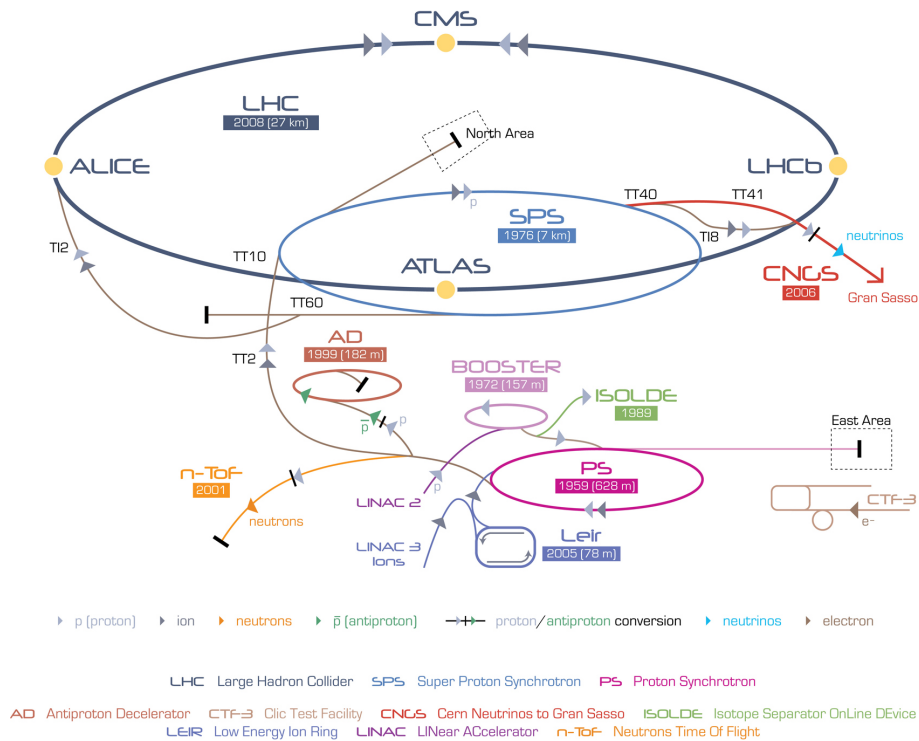 CMS
LHC
2008 (27 km)
North Area
ALICE
LHCb
TT40
TT41
SPS
1976 (7 km)
p
TI8
neutrinos
TI2
TT10
ATLAS
CNGS
2006
Gran Sasso
TT60
AD
1999 (182 m)
TT2
BOOSTER
1972 (157 m)
ISOLDE
1989
p
p̅
East Area
n-ToF
2001
p
LINAC 2
PS
1959 (628 m)
CTF-3
e-
neutrons
LINAC 3
Ions
Leir
2005 (78 m)
p (proton)
ion
neutrons
p̅ (antiproton)
proton/antiproton conversion
neutrinos
electron
LHC Large Hadron Collider SPS Super Proton Synchrotron PS Proton Synchrotron
AD Antiproton Decelerator CTF-3 Clic Test Facility CNGS Cern Neutrinos to Gran Sasso ISOLDE Isotope Separator OnLine DEvice
LEIR Low Energy Ion Ring LINAC LINear ACcelerator n-ToF Neutrons Time Of Flight